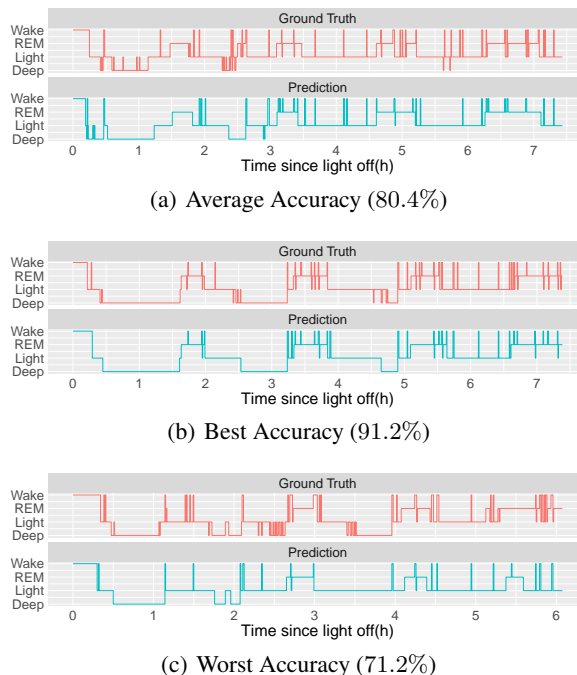 Ground Truth
Wake
REM
Light
Deep
Prediction
Wake
REM
Light
Deep
0 1 2 3 4 5 6 7
Time since light off(h)
(a) Average Accuracy (80.4%)
Ground Truth
Wake
REM
Light
Deep
Prediction
Wake
REM
Light
Deep
0 1 2 3 4 5 6 7
Time since light off(h)
(b) Best Accuracy (91.2%)
Ground Truth
Wake
REM
Light
Deep
Prediction
Wake
REM
Light
Deep
0 1 2 3 4 5 6
Time since light off(h)
(c) Worst Accuracy (71.2%)